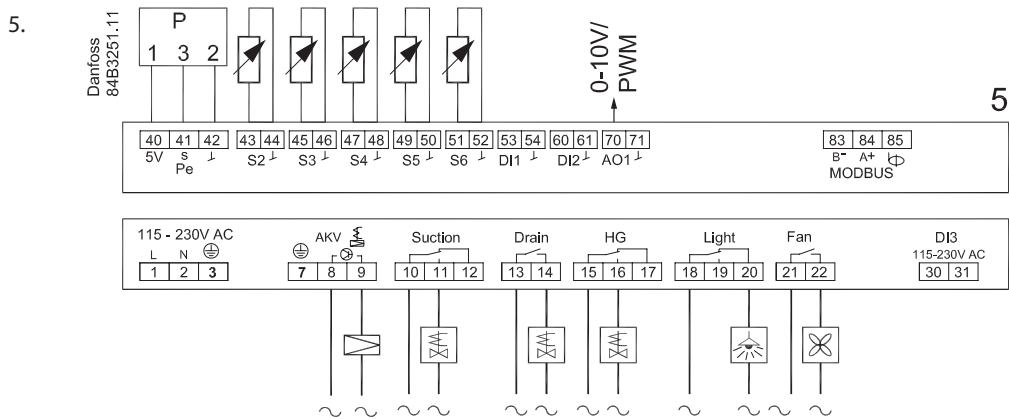 5.
Danfoss
84B3251.11
P
1 3 2
0-10V/
PWM
5
40 41 42 43 44 45 46 47 48 49 50 51 52 53 54 60 61 70 71 83 84 85
5V s ⊥ S2 ⊥ S3 ⊥ S4 ⊥ S5 ⊥ S6 ⊥ DI1 ⊥ DI2 ⊥ AO1 ⊥ B- A+
Pe MODBUS
115 - 230V AC AKV Suction Drain HG Light Fan DI3
L N 115-230V AC
1 2 3 7 8 9 10 11 12 13 14 15 16 17 18 19 20 21 22 30 31